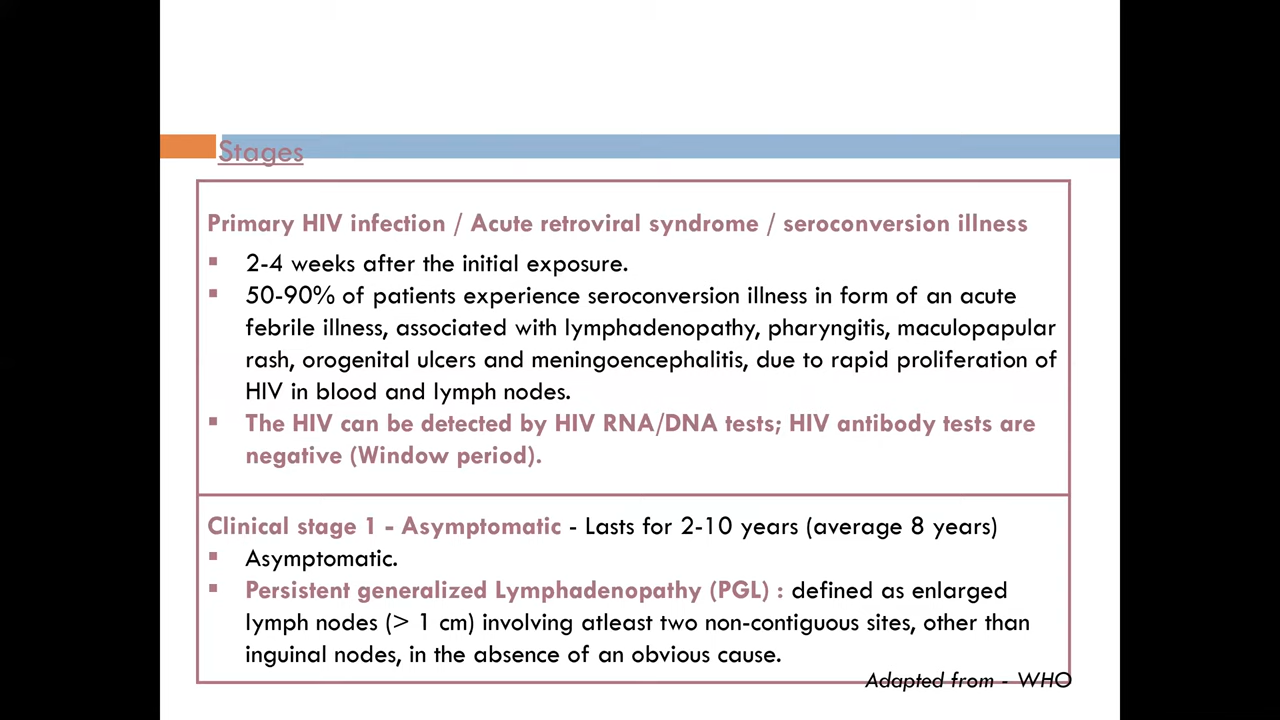 Stages
Primary HIV infection / Acute retroviral syndrome / seroconversion illness
▪ 2-4 weeks after the initial exposure.
▪ 50-90% of patients experience seroconversion illness in form of an acute
febrile illness, associated with lymphadenopathy, pharyngitis, maculopapular
rash, orogenital ulcers and meningoencephalitis, due to rapid proliferation of
HIV in blood and lymph nodes.
▪ The HIV can be detected by HIV RNA/DNA tests; HIV antibody tests are
negative (Window period).
Clinical stage 1 - Asymptomatic - Lasts for 2-10 years (average 8 years)
▪ Asymptomatic.
▪ Persistent generalized Lymphadenopathy (PGL) : defined as enlarged
lymph nodes (> 1 cm) involving atleast two non-contiguous sites, other than
inguinal nodes, in the absence of an obvious cause.
Adapted from - WHO